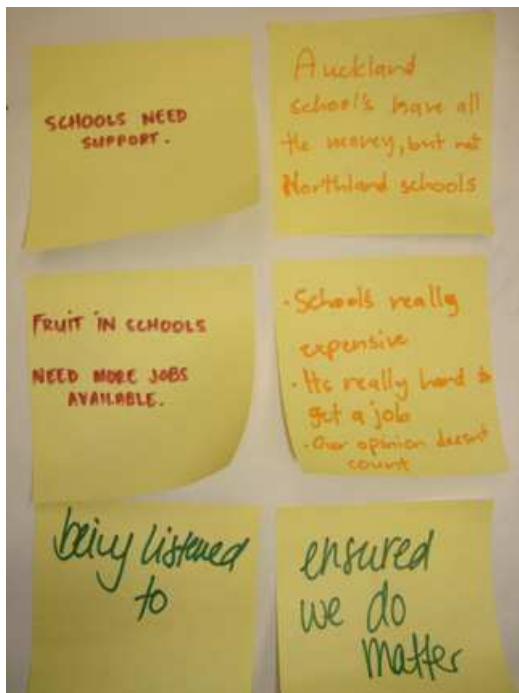 SCHOOLS NEED
SUPPORT.
Auckland
school's have all
the money, but not
Northland schools
FRUIT IN SCHOOLS
NEED MORE JOBS
AVAILABLE.
· Schools really
expensive
· Its really hard to
get a job
· Our opinion doesnt
count
being listened
to
ensured
we do
matter